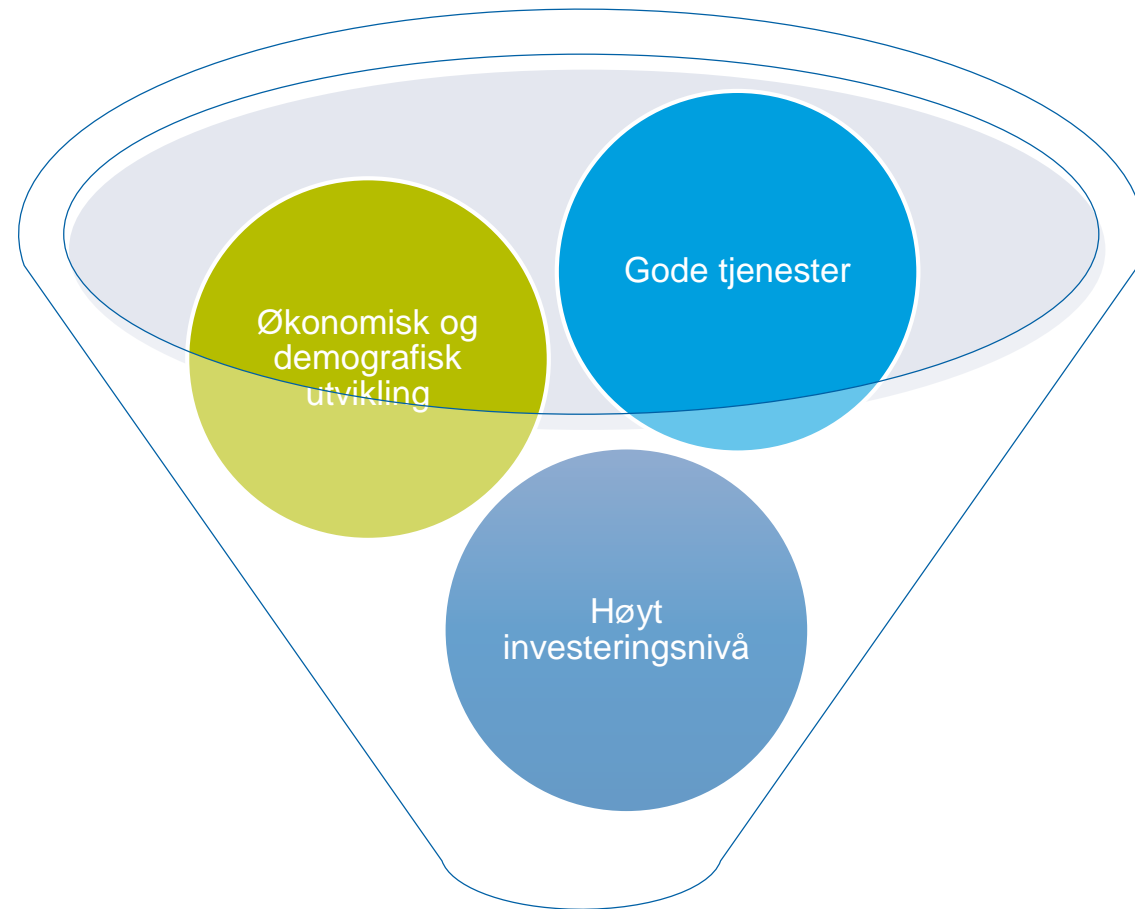 Gode tjenester
Økonomisk og
demografisk
utvikling
Høyt
investeringsnivå